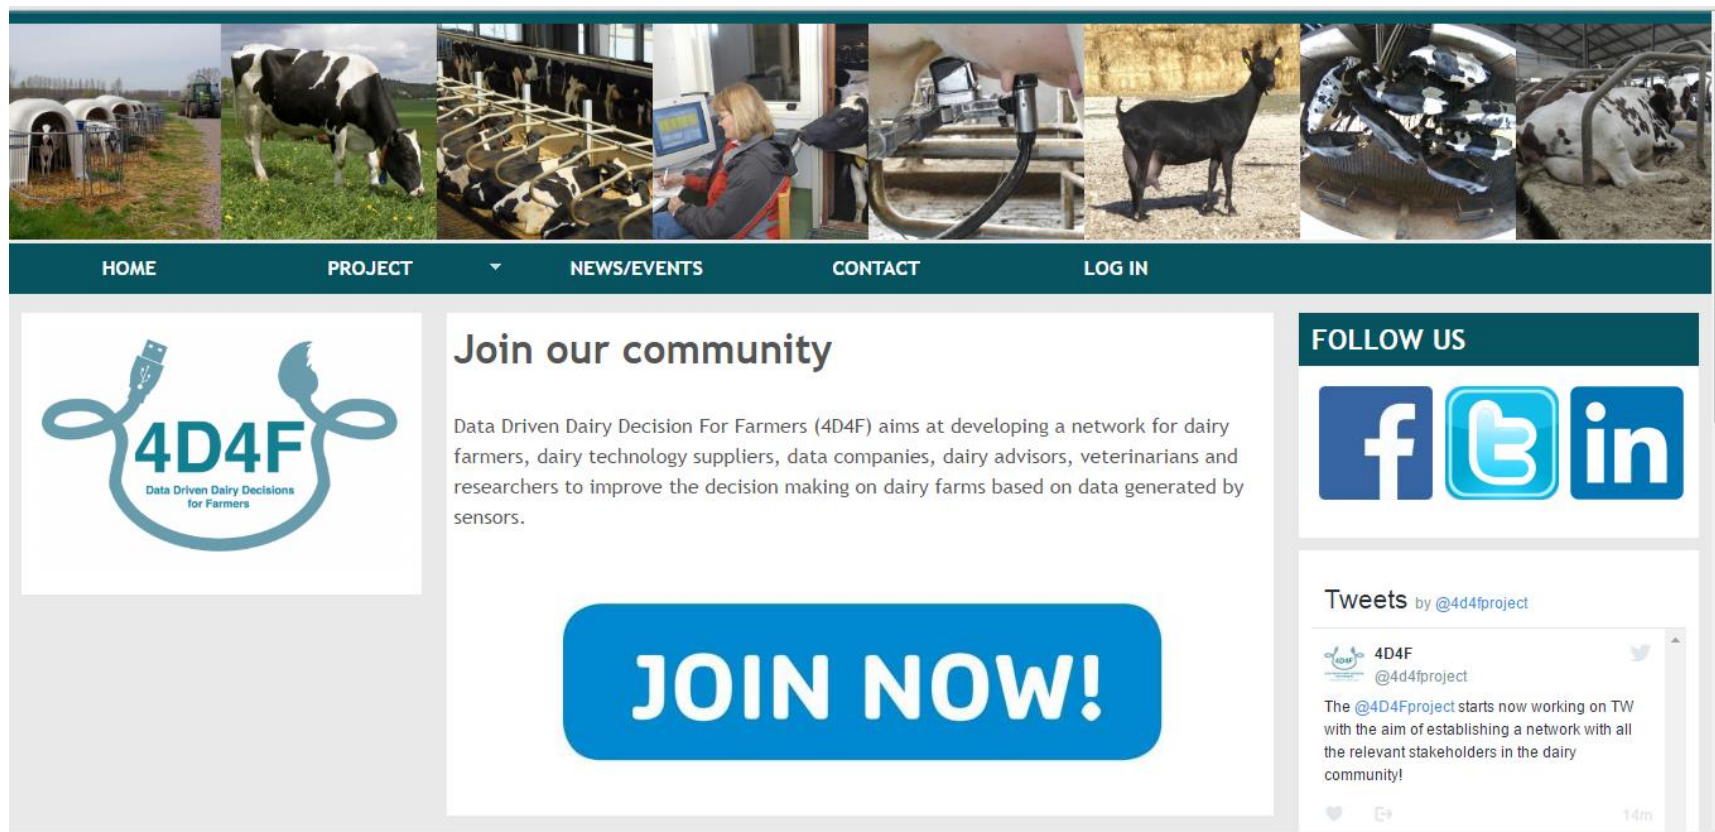 HOME
PROJECT
NEWS/EVENTS
CONTACT
LOG IN
4D4F
Data Driven Dairy Decisions
for Farmers
Join our community
Data Driven Dairy Decision For Farmers (4D4F) aims at developing a network for dairy
farmers, dairy technology suppliers, data companies, dairy advisors, veterinarians and
researchers to improve the decision making on dairy farms based on data generated by
sensors.
JOIN NOW!
FOLLOW US
f
t
in
Tweets by @4d4fproject
4D4F
4D4F
@4d4fproject
The @4D4Fproject starts now working on TW
with the aim of establishing a network with all
the relevant stakeholders in the dairy
community!
14m